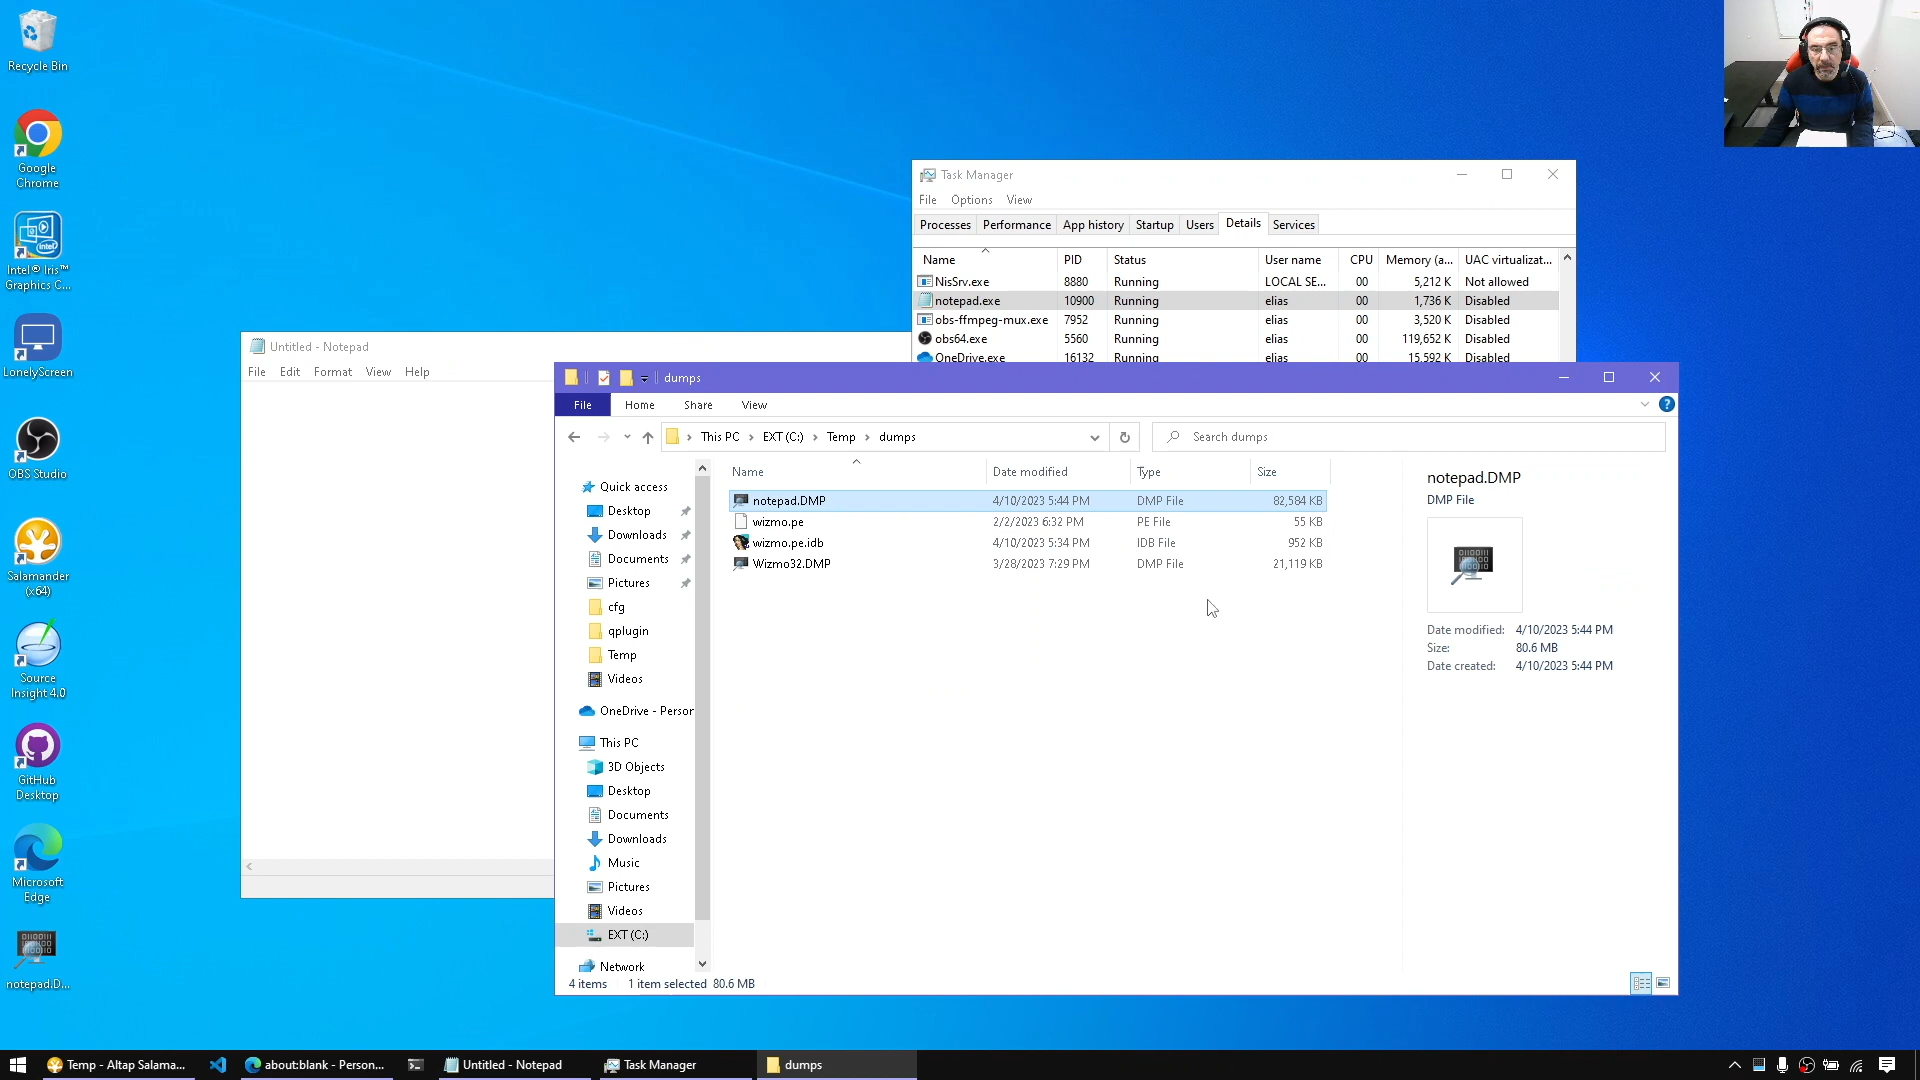 Recycle Bin
Google
Chrome
Intel® Iris™
Graphics C...
LonelyScreen
OBS Studio
Salamander
(x64)
Source
Insight 4.0
GitHub
Desktop
Microsoft
Edge
notepad.D...
Task Manager
File Options View
Processes Performance App history Startup Users Details Services
Name PID Status User name CPU Memory (a... UAC virtualizat...
NisSrv.exe 8880 Running LOCAL SE... 00 5,212 K Not allowed
notepad.exe 10900 Running elias 00 1,736 K Disabled
obs-ffmpeg-mux.exe 7952 Running elias 00 3,520 K Disabled
obs64.exe 5560 Running elias 00 119,652 K Disabled
OneDrive.exe 16132 Running elias 00 15,592 K Disabled
Untitled - Notepad
File Edit Format View Help
dumps
File Home Share View
This PC > EXT (C:) > Temp > dumps
Search dumps
Quick access
Desktop
Downloads
Documents
Pictures
cfg
qplugin
Temp
Videos
OneDrive - Person
This PC
3D Objects
Desktop
Documents
Downloads
Music
Pictures
Videos
EXT (C:)
Network
Name Date modified Type Size
notepad.DMP 4/10/2023 5:44 PM DMP File 82,584 KB
wizmo.pe 2/2/2023 6:32 PM PE File 55 KB
wizmo.pe.idb 4/10/2023 5:34 PM IDB File 952 KB
Wizmo32.DMP 3/28/2023 7:29 PM DMP File 21,119 KB
notepad.DMP
DMP File
Date modified: 4/10/2023 5:44 PM
Size: 80.6 MB
Date created: 4/10/2023 5:44 PM
4 items 1 item selected 80.6 MB
Temp - Altap Salama...
about:blank - Person...
Untitled - Notepad
Task Manager
dumps